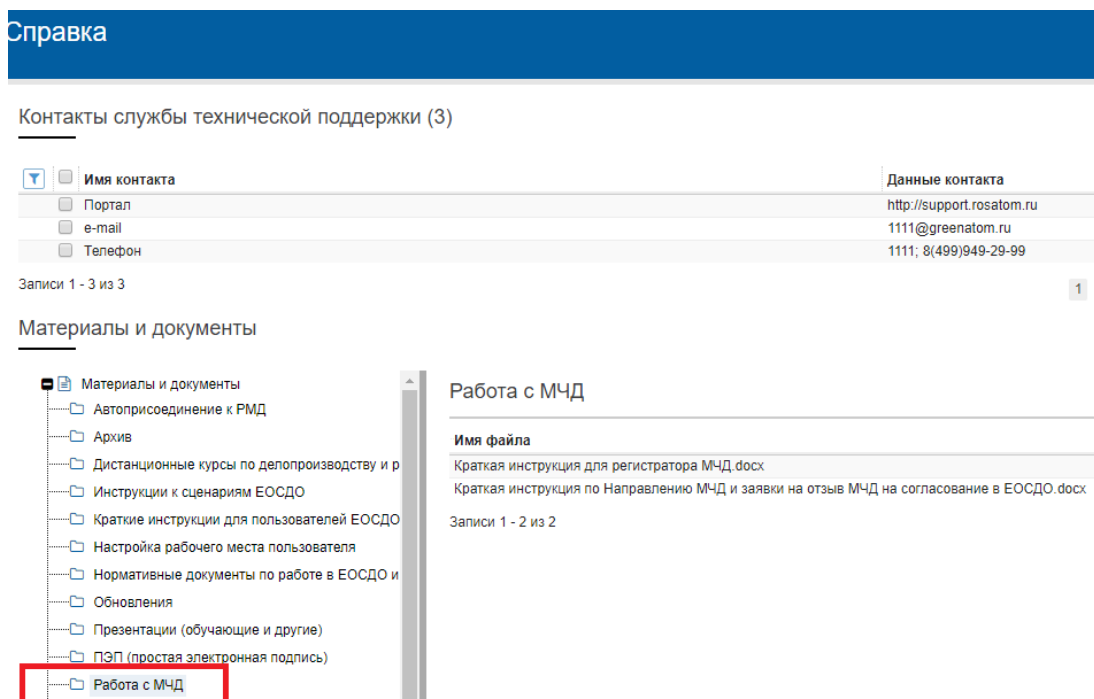 Справка
Контакты службы технической поддержки (3)
Имя контакта Данные контакта
Портал http://support.rosatom.ru
e-mail 1111@greenatom.ru
Телефон 1111; 8(499)949-29-99
Записи 1 - 3 из 3
1
Материалы и документы
Материалы и документы
Автоприсоединение к РМД
Архив
Дистанционные курсы по делопроизводству и р
Инструкции к сценариям ЕОСДО
Краткие инструкции для пользователей ЕОСДО
Настройка рабочего места пользователя
Нормативные документы по работе в ЕОСДО и
Обновления
Презентации (обучающие и другие)
ПЭП (простая электронная подпись)
Работа с МЧД
Работа с МЧД
Имя файла
Краткая инструкция для регистратора МЧД.docx
Краткая инструкция по Направлению МЧД и заявки на отзыв МЧД на согласование в ЕОСДО.docx
Записи 1 - 2 из 2